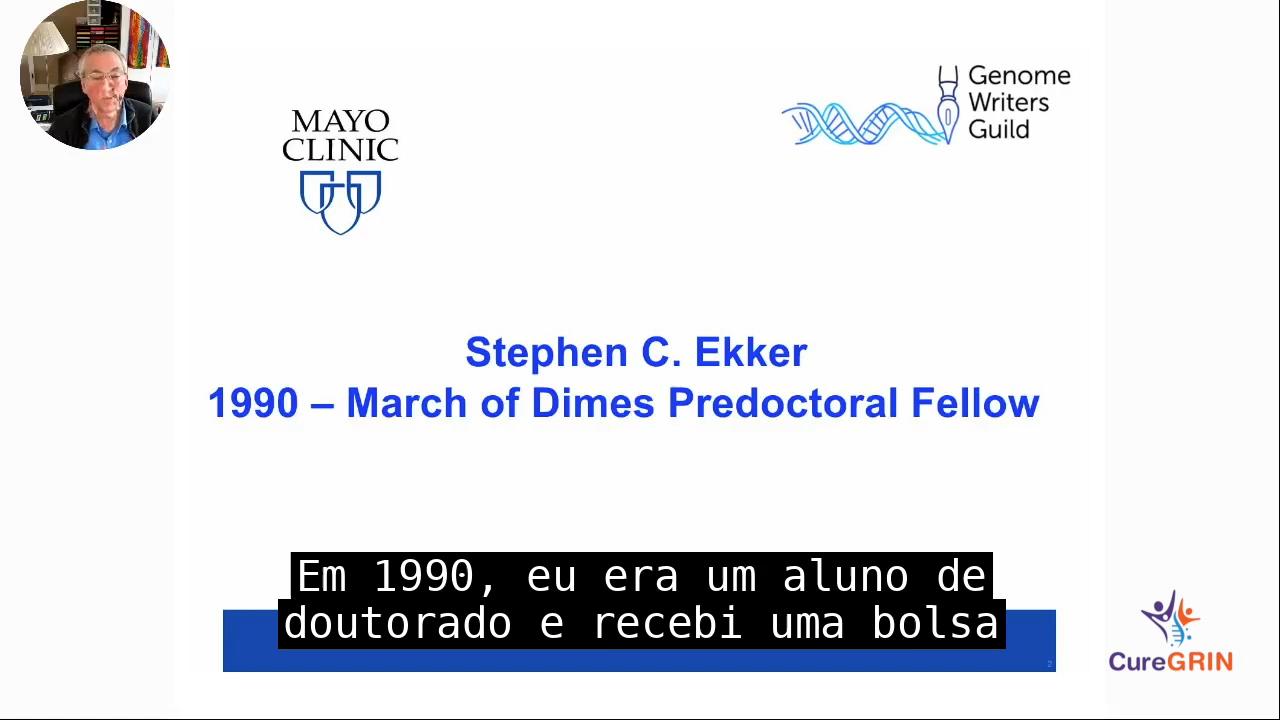 Genome
Writers
Guild
MAYO
CLINIC
Stephen C. Ekker
1990 – March of Dimes Predoctoral Fellow
Em 1990, eu era um aluno de
doutorado e recebi uma bolsa
2
CureGRIN